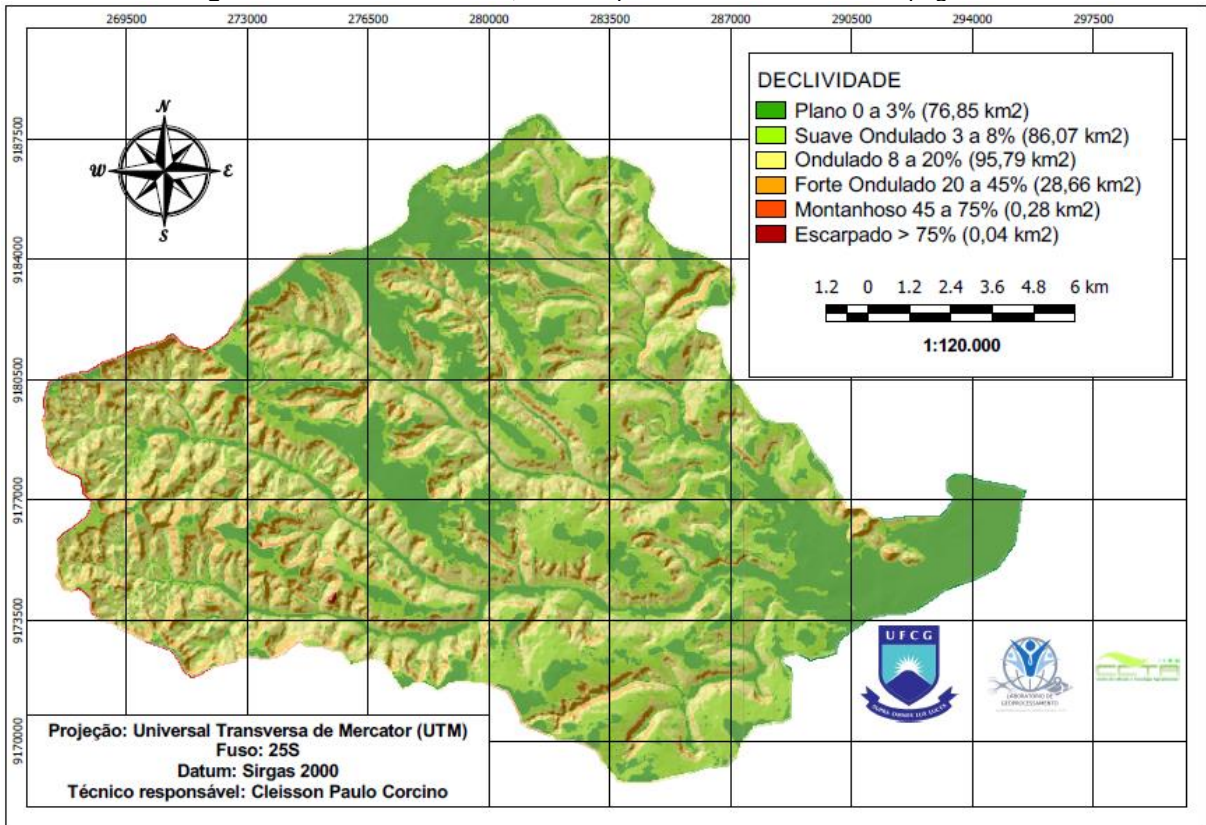 269500 273000 276500 280000 283500 287000 290500 294000 297500
DECLIVIDADE
Plano 0 a 3% (76,85 km2)
Suave Ondulado 3 a 8% (86,07 km2)
Ondulado 8 a 20% (95,79 km2)
Forte Ondulado 20 a 45% (28,66 km2)
Montanhoso 45 a 75% (0,28 km2)
Escarpado > 75% (0,04 km2)
1.2 0 1.2 2.4 3.6 4.8 6 km
1:120.000
N
W
E
S
9187500
9184000
9180500
9177000
9173500
9170000
UFCG
LABORATÓRIO DE
GEOPROCESSAMENTO
CCTA
Projeção: Universal Transversa de Mercator (UTM)
Fuso: 25S
Datum: Sirgas 2000
Técnico responsável: Cleisson Paulo Corcino